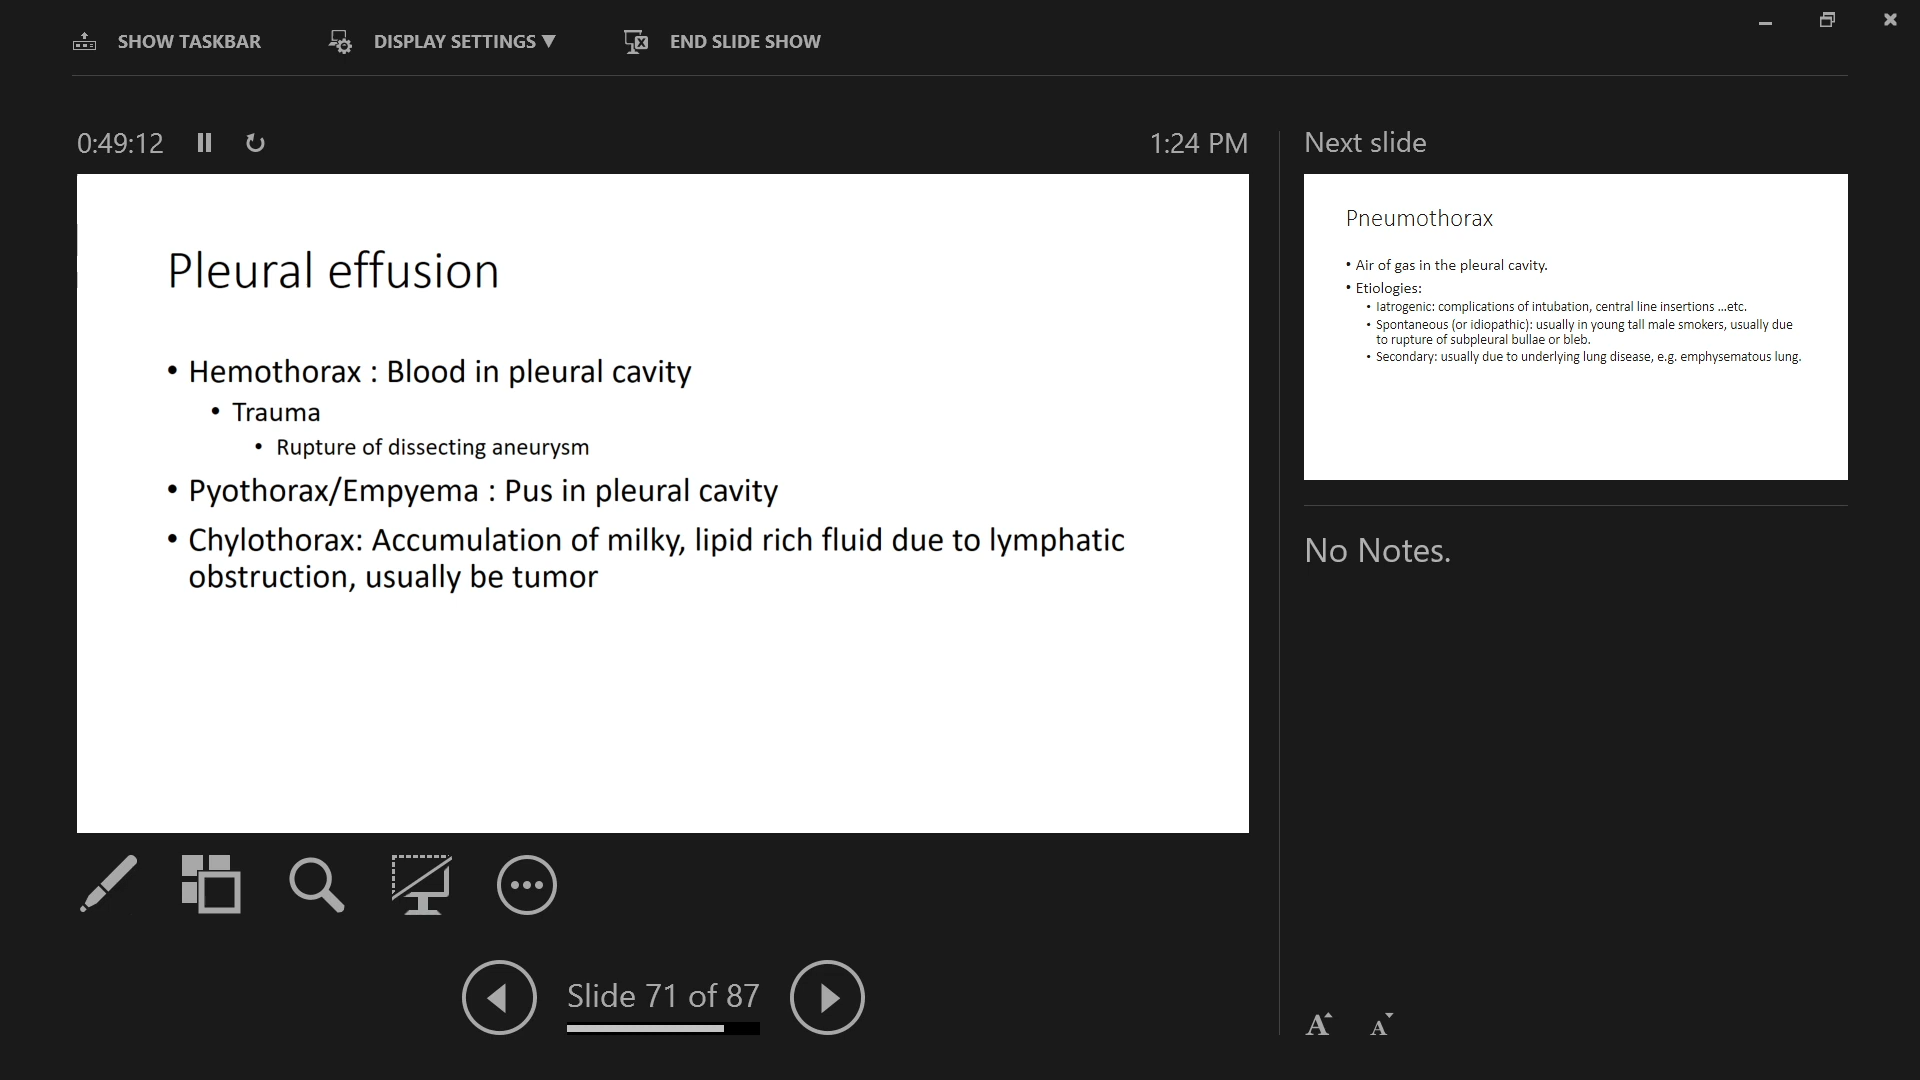 SHOW TASKBAR
DISPLAY SETTINGS ▼
END SLIDE SHOW
0:49:12
1:24 PM
Pleural effusion
• Hemothorax : Blood in pleural cavity
• Trauma
• Rupture of dissecting aneurysm
• Pyothorax/Empyema : Pus in pleural cavity
• Chylothorax: Accumulation of milky, lipid rich fluid due to lymphatic
obstruction, usually be tumor
Slide 71 of 87
Next slide
Pneumothorax
• Air of gas in the pleural cavity.
• Etiologies:
• Iatrogenic: complications of intubation, central line insertions ...etc.
• Spontaneous (or idiopathic): usually in young tall male smokers, usually due
to rupture of subpleural bullae or bleb.
• Secondary: usually due to underlying lung disease, e.g. emphysematous lung.
No Notes.
A A